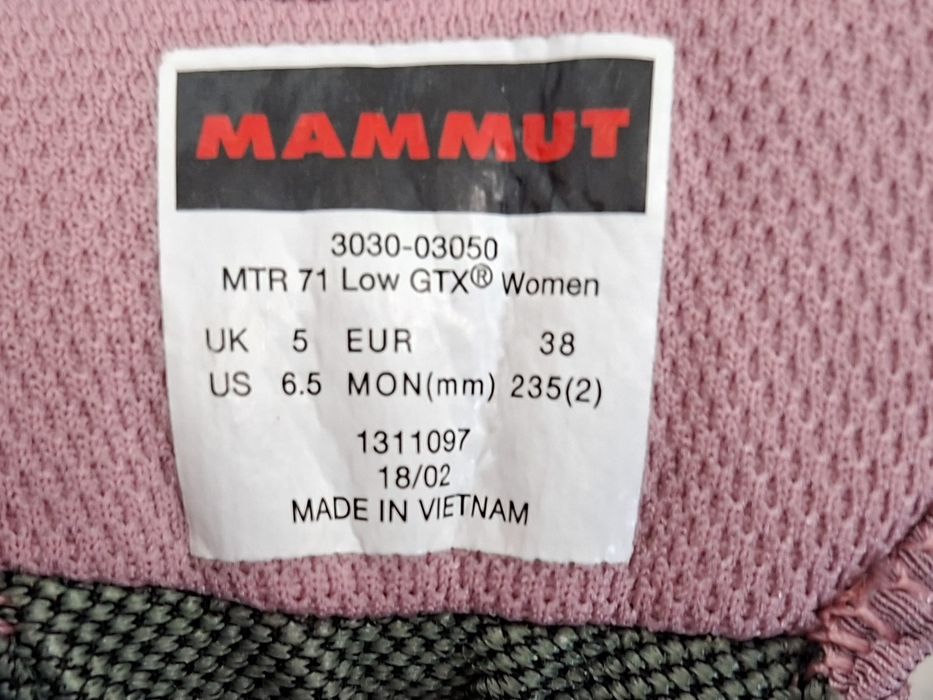 MAMMUT
3030-03050
MTR 71 Low GTX® Women
UK 5 EUR 38
US 6.5 MON(mm) 235(2)
1311097
18/02
MADE IN VIETNAM